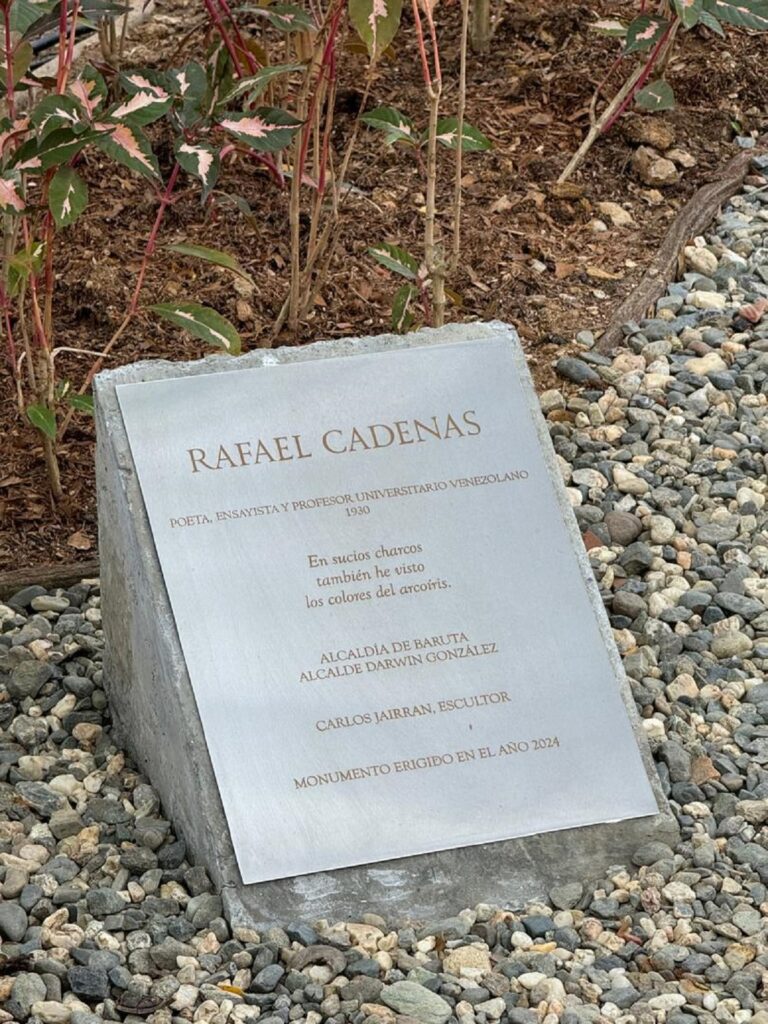 RAFAEL CADENAS
POETA, ENSAYISTA Y PROFESOR UNIVERSITARIO VENEZOLANO
1930
En sucios charcos
también he visto
los colores del arcoíris.
ALCALDÍA DE BARUTA
ALCALDE DARWIN GONZÁLEZ
CARLOS JAIRRAN, ESCULTOR
MONUMENTO ERIGIDO EN EL AÑO 2024